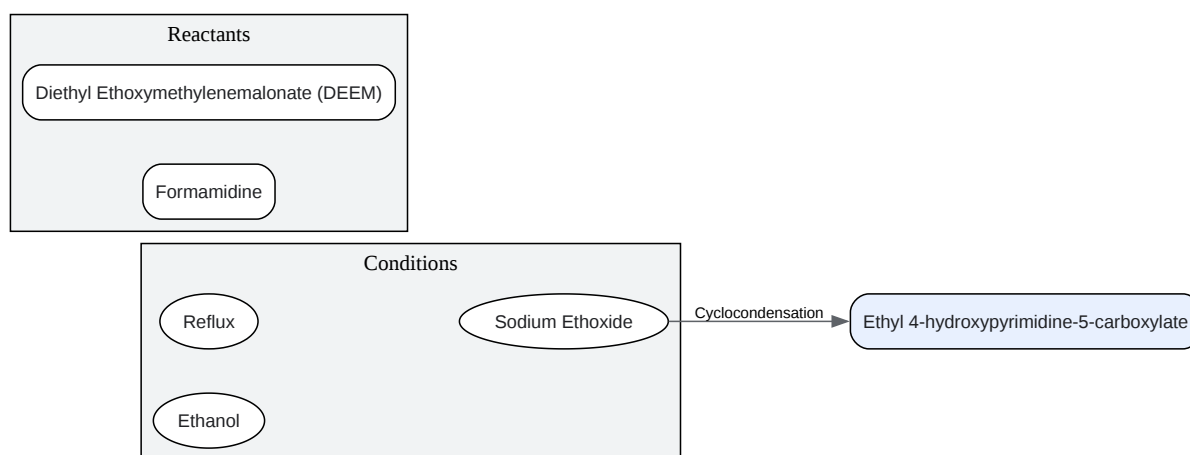 Reactants
Diethyl Ethoxymethylenemalonate (DEEM)
Formamidine
Conditions
Reflux
Sodium Ethoxide
Cyclocondensation
Ethyl 4-hydroxypyrimidine-5-carboxylate
Ethanol